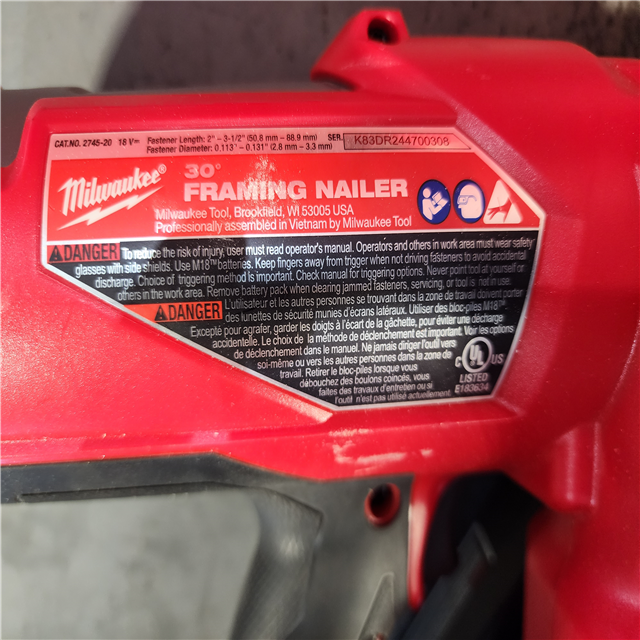 CAT.NO. 2745-20 18 V Fastener Length: 2" - 3-1/2" (50,8 mm – 88,9 mm) SER. K83DR244700308
Fastener Diameter: 0,113" - 0,131" (2,8 mm – 3,3 mm)
Milwaukee®
30°
FRAMING NAILER
Milwaukee Tool, Brookfield, WI 53005 USA
Professionally assembled in Vietnam by Milwaukee Tool
DANGER To reduce the risk of injury, user must read operator's manual. Operators and others in work area must wear safety
glasses with side shields. Use M18™ batteries. Keep fingers away from trigger when not driving fasteners to avoid accidental
discharge. Choice of triggering method is important. Check manual for triggering options. Never point tool at yourself or
others in the work area. Remove battery pack when clearing jammed fasteners, servicing, or tool is not in use.
DANGER L'utilisateur et les autres personnes se trouvant dans la zone de travail doivent porter
des lunettes de sécurité munies d'écrans latéraux. Utiliser des bloc-piles M18™
Excepté pour agrafer, garder les doigts à l'écart de la gâchette, pour éviter une décharge
accidentelle. Le choix de la méthode de déclenchement est important. Voir les options
de déclenchement dans le manuel. Ne jamais diriger l'outil vers
soi-même ou vers les autres personnes dans la zone de
travail. Retirer le bloc-piles lorsque vous
débouchez des boulons coincés, vous
faites des travaux d'entretien ou si
l'outil n'est pas utilisé actuellement.
C UL US
LISTED
E183634